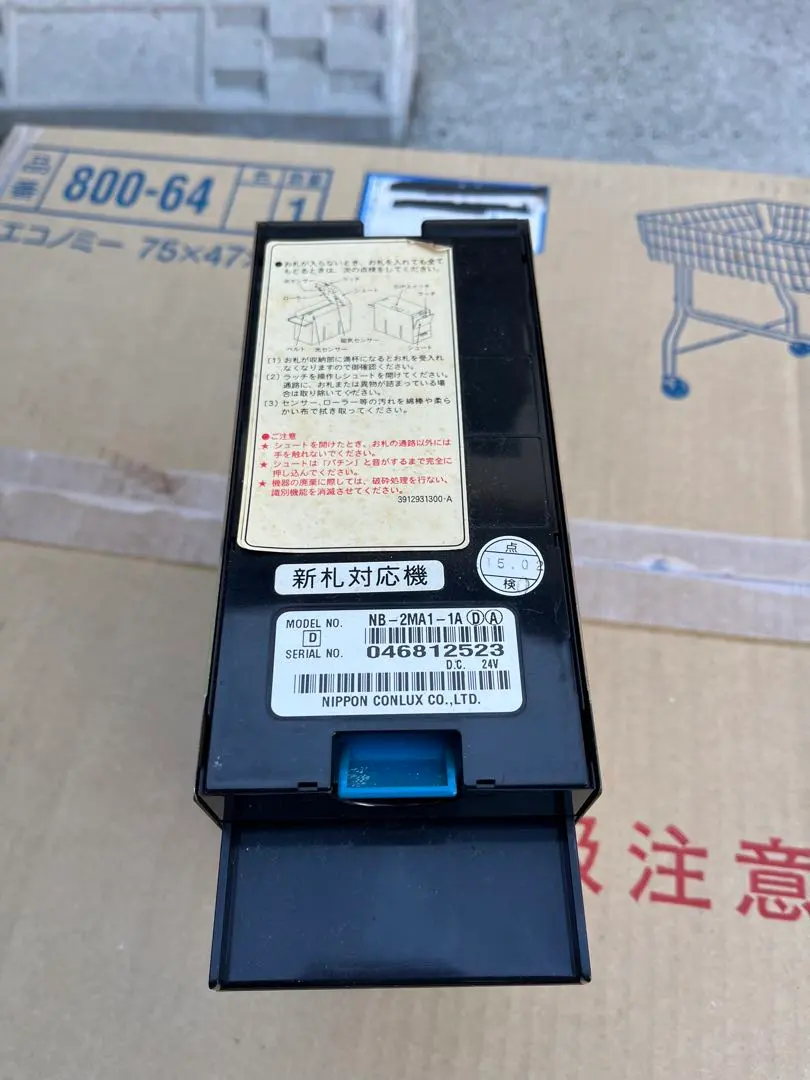 品番
800-64
色
数量
1
エコノミー 75×47×
●お札が入らないとき、お札を入れても全て
もどるときは、次の点検をしてください。
ラッチ
ローラー
シュート
ラッチ
磁気センサー
ベルト 光センサー
シュート
(1) お札が収納部に満杯になるとお札を受入れ
なくなりますので御確認ください。
(2) ラッチを操作しシュートを開けてください。
通路に、お札または異物が詰まっている場
合は取り除いてください。
(3) センサー、ローラー等の汚れを綿棒や柔ら
かい布で拭き取ってください。
●ご注意
★ シュートを開けたとき、お札の通路以外には
手を触れないでください。
★ シュートは「パチン」と音がするまで完全に
押し込んでください。
★ 機器の廃棄に際しては、破砕処理を行ない、
識別機能を消滅させてください。
3912931300-A
新札対応機
点
15.02
検
MODEL NO. NB-2MA1-1A Ⓓ Ⓐ
D
SERIAL NO. 046812523
D.C. 24V
NIPPON CONLUX CO.,LTD.
扱注意